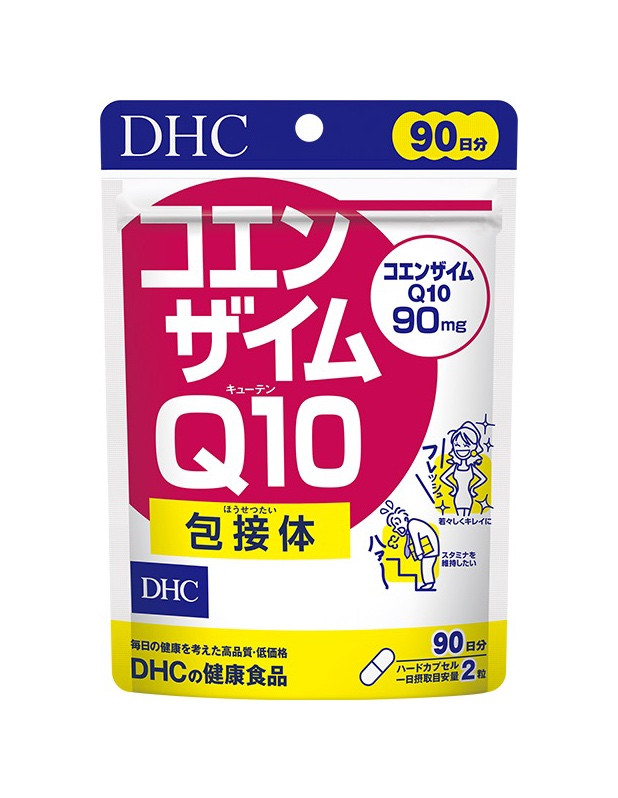 DHC
90日分
コエン
ザイム
キューテン
Q10
ほうせつたい
包接体
コエンザイム
Q10
90mg
フレッシュ
若々しくキレイに
ハァー
スタミナを
維持したい
DHC
毎日の健康を考えた高品質・低価格
DHCの健康食品
90日分
ハードカプセル
一日摂取目安量2粒